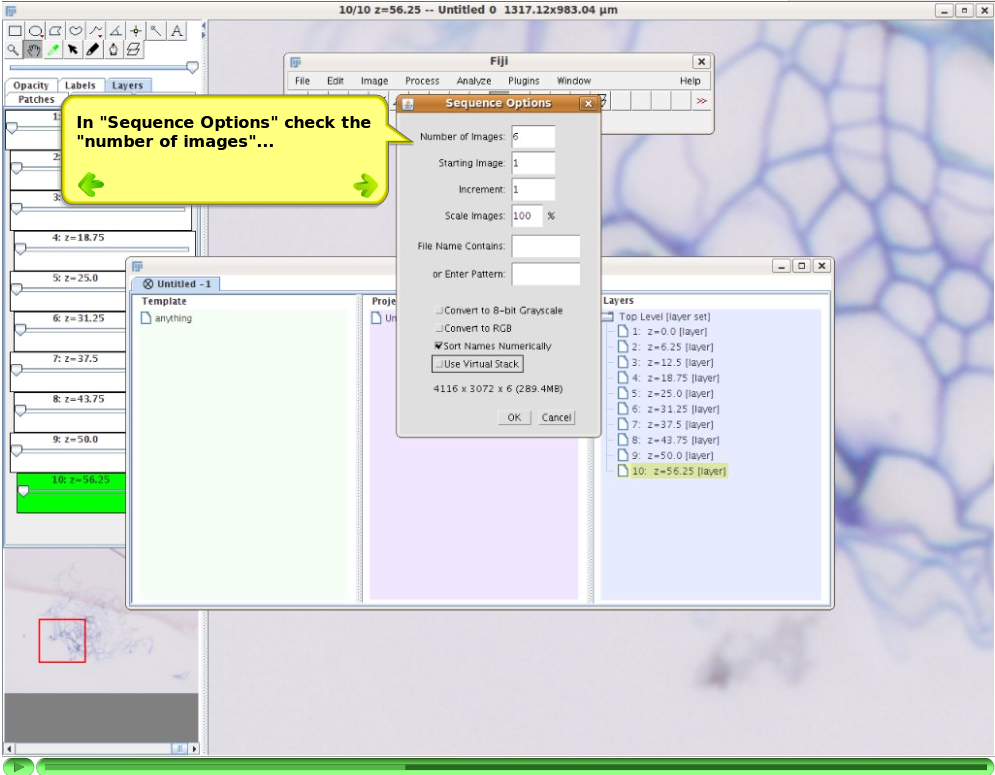 10/10 z=56.25 -- Untitled 0 1317.12x983.04 µm
A
Opacity Labels Layers
Patches
Fiji
File Edit Image Process Analyze Plugins Window Help
>>
In "Sequence Options" check the
"number of images"...
Sequence Options
Number of Images: 6
Starting Image: 1
Increment: 1
Scale Images: 100 %
File Name Contains:
or Enter Pattern:
Convert to 8-bit Grayscale
Convert to RGB
Sort Names Numerically
Use Virtual Stack
4116 x 3072 x 6 (289.4MB)
OK Cancel
1:
2:
3:
4: z=18.75
5: z=25.0
6: z=31.25
7: z=37.5
8: z=43.75
9: z=50.0
10: z=56.25
Untitled -1
Template
anything
Proje
Un
Layers
Top Level [layer set]
1: z=0.0 [layer]
2: z=6.25 [layer]
3: z=12.5 [layer]
4: z=18.75 [layer]
5: z=25.0 [layer]
6: z=31.25 [layer]
7: z=37.5 [layer]
8: z=43.75 [layer]
9: z=50.0 [layer]
10: z=56.25 [layer]